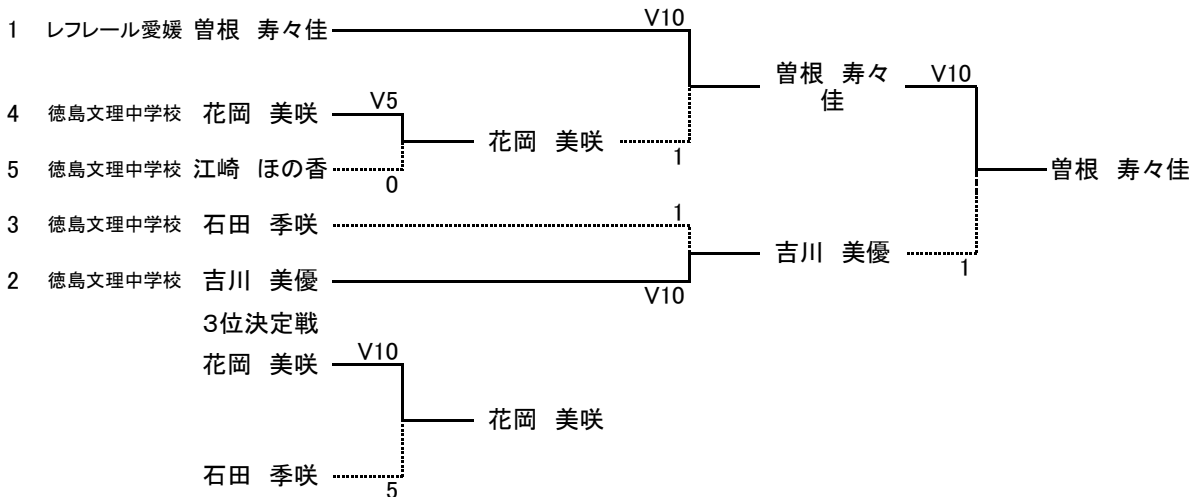 1 レフレール愛媛 曽根 寿々佳 V10
曽根 寿々
佳
V10
4 徳島文理中学校 花岡 美咲 V5
花岡 美咲 1
5 徳島文理中学校 江崎 ほの香 0
曽根 寿々佳
3 徳島文理中学校 石田 季咲 1
吉川 美優 1
2 徳島文理中学校 吉川 美優 V10
3位決定戦
花岡 美咲 V10
花岡 美咲
石田 季咲 5